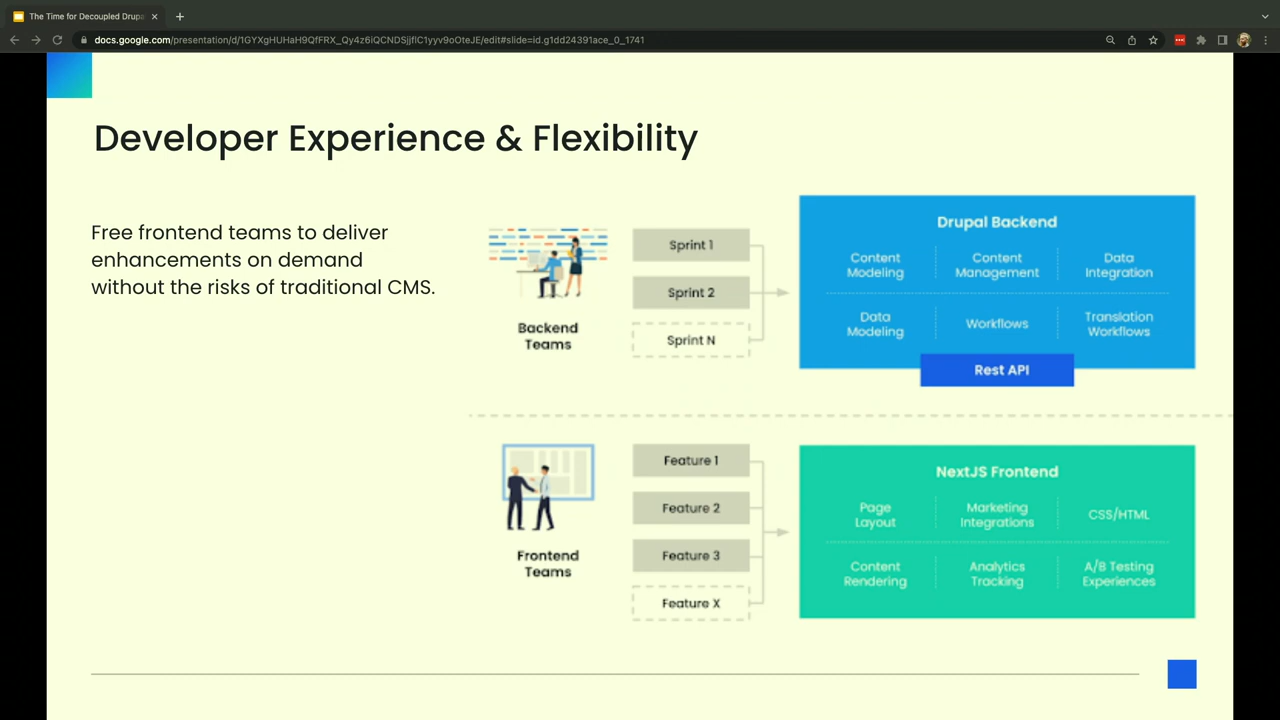 The Time for Decoupled Drupa
docs.google.com/presentation/d/1GYXgHUHaH9QfFRX_Qy4z6iQCNDSjjflC1yyv9oOteJE/edit#slide=id.g1dd24391ace_0_1741
Developer Experience & Flexibility
Free frontend teams to deliver
enhancements on demand
without the risks of traditional CMS.
Backend
Teams
Sprint 1
Sprint 2
Sprint N
Drupal Backend
Content
Modeling
Content
Management
Data
Integration
Data
Modeling
Workflows
Translation
Workflows
Rest API
Frontend
Teams
Feature 1
Feature 2
Feature 3
Feature X
NextJS Frontend
Page
Layout
Marketing
Integrations
CSS/HTML
Content
Rendering
Analytics
Tracking
A/B Testing
Experiences